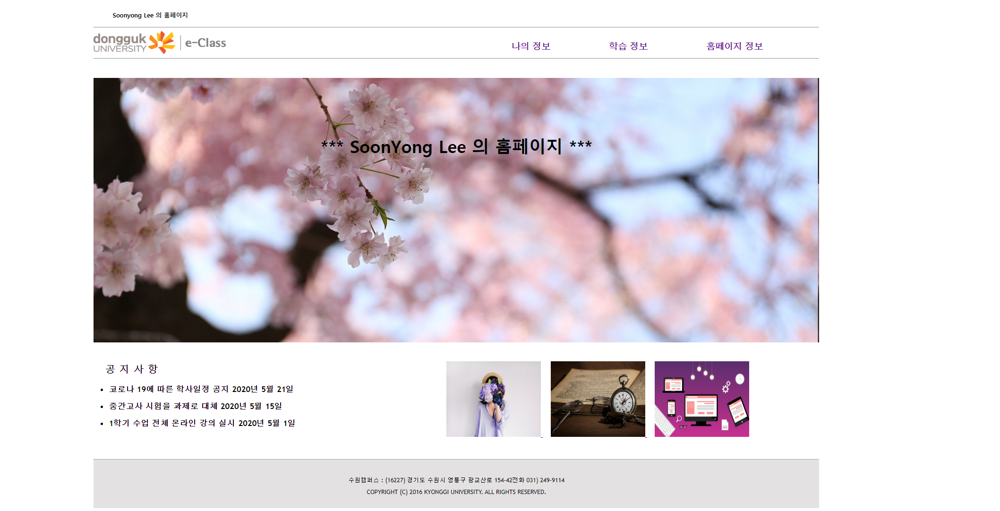 Soonyong Lee 의 홈페이지
dongguk UNIVERSITY e-Class
나의 정보 학습 정보 홈페이지 정보
*** SoonYong Lee 의 홈페이지 ***
공 지 사 항
코로나 19에 따른 학사일정 공지 2020년 5월 21일
중간고사 시험을 과제로 대체 2020년 5월 15일
1학기 수업 전체 온라인 강의 실시 2020년 5월 1일
수원캠퍼스 : (16227) 경기도 수원시 영통구 광교산로 154-42전화 031) 249-9114
COPYRIGHT (C) 2016 KYONGGI UNIVERSITY. ALL RIGHTS RESERVED.